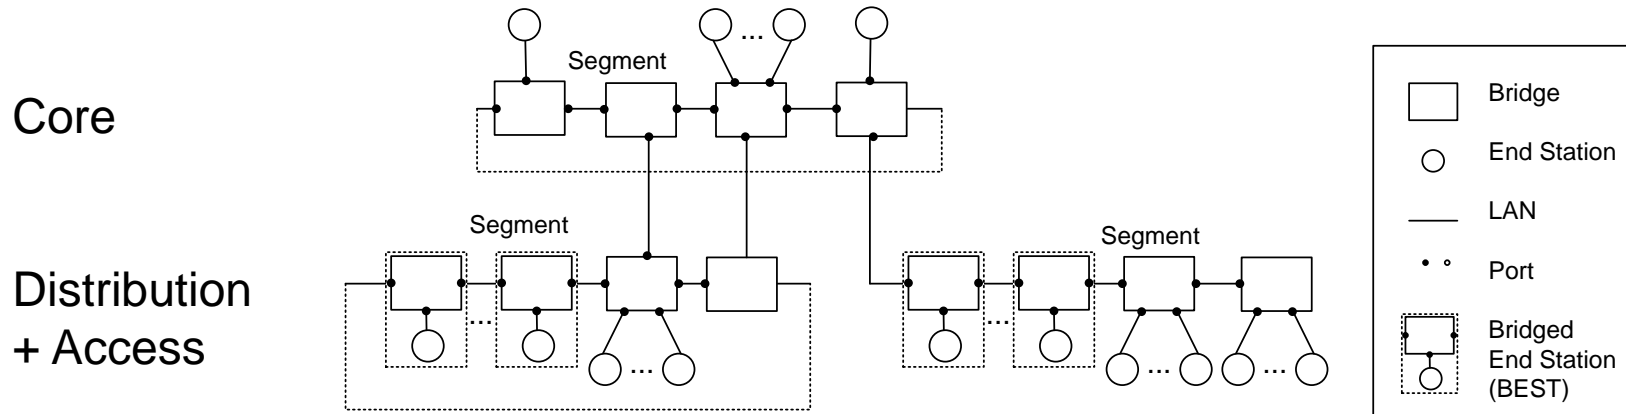 Core
Segment
...
Segment
...
...
Distribution
+ Access
Segment
...
...
...
Bridge
End Station
LAN
Port
Bridged
End Station
(BEST)